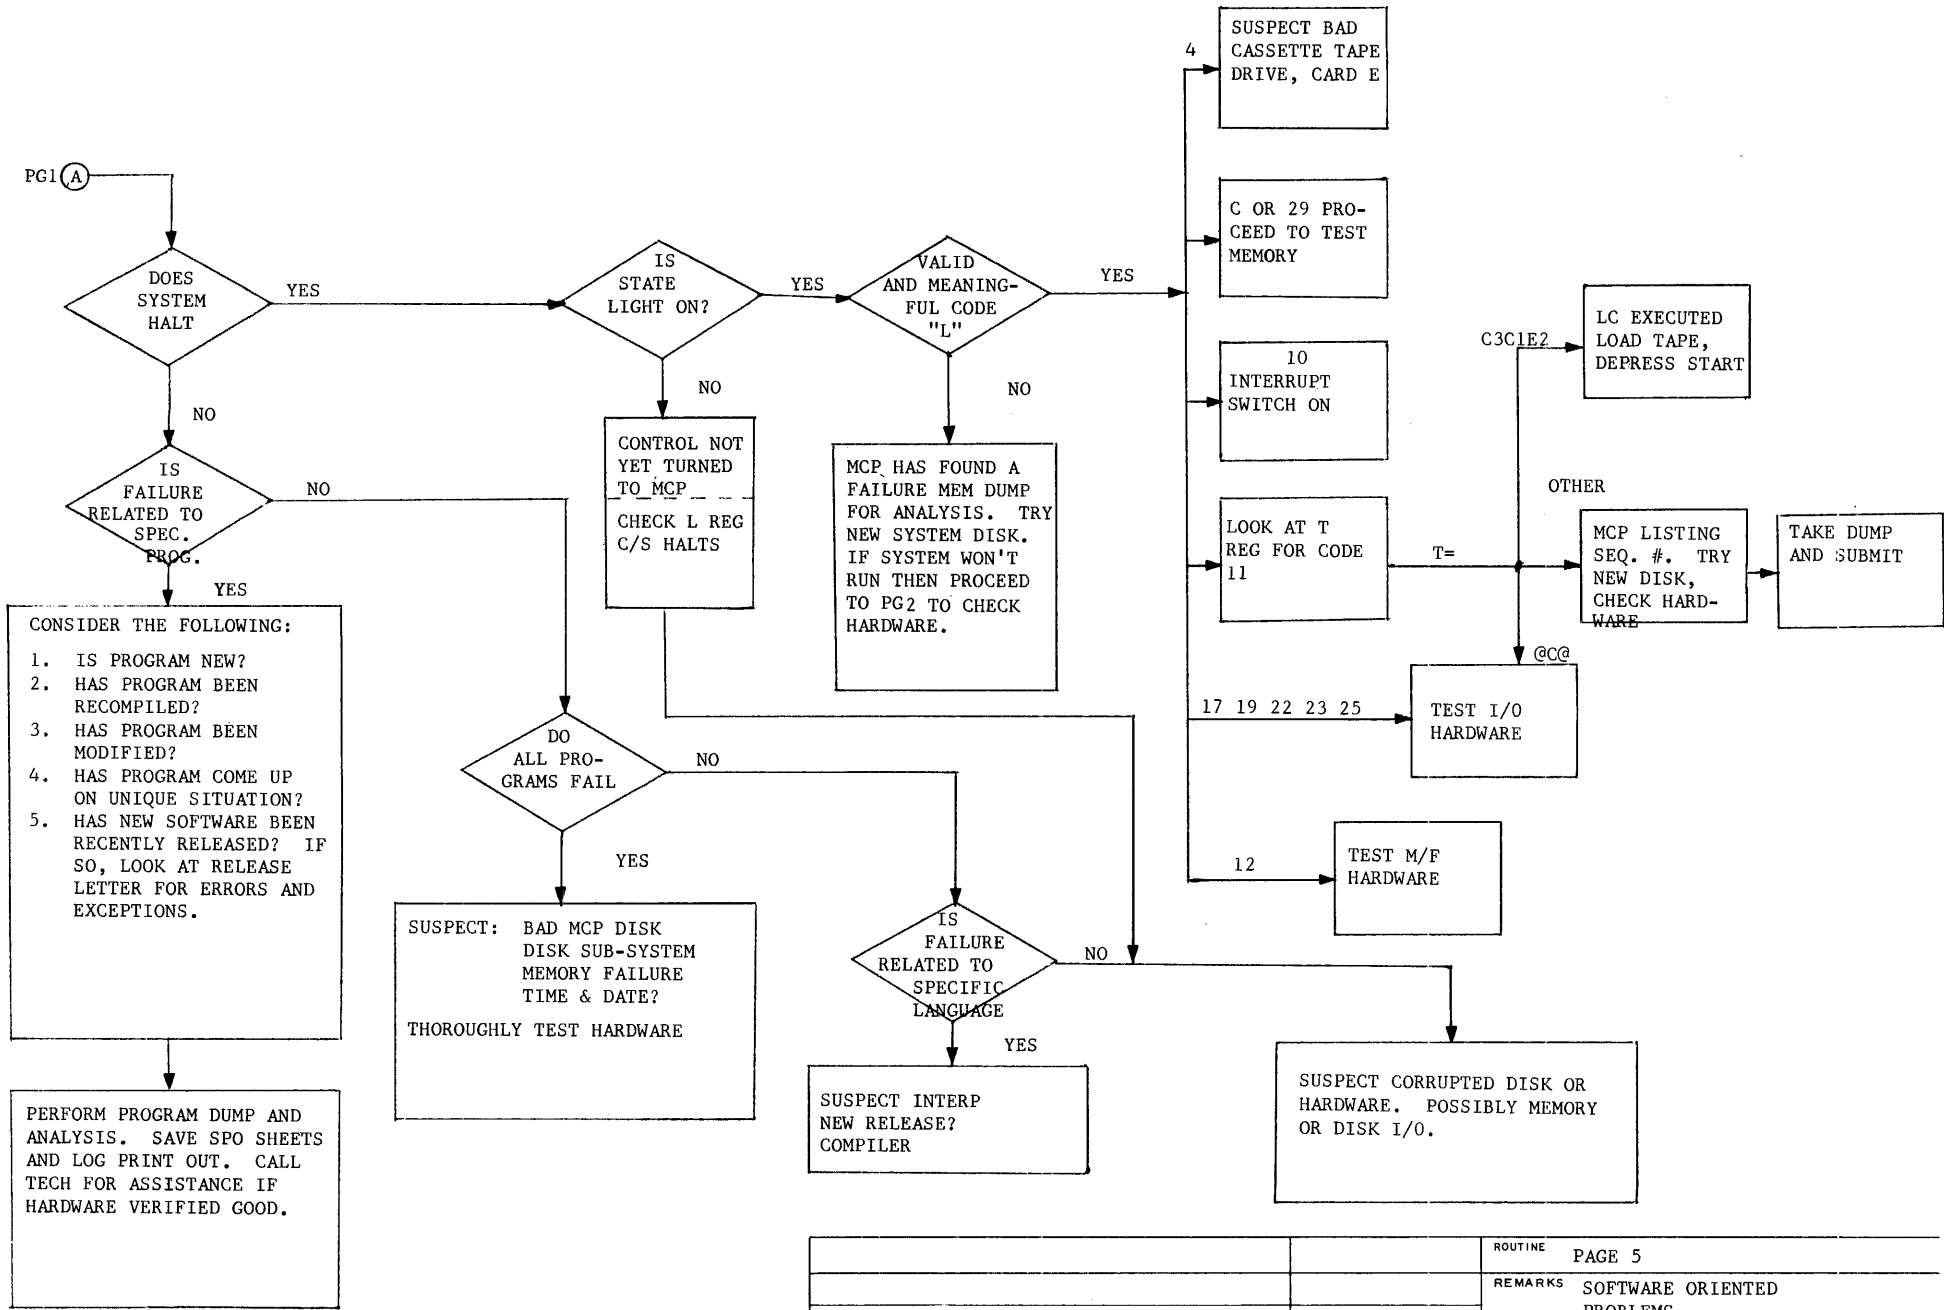 PG1 A
DOES
SYSTEM
HALT
YES
NO
IS
STATE
LIGHT ON?
YES
NO
VALID
AND MEANING-
FUL CODE
"L"
YES
NO
4
SUSPECT BAD
CASSETTE TAPE
DRIVE, CARD E
C OR 29 PRO-
CEED TO TEST
MEMORY
10
INTERRUPT
SWITCH ON
LOOK AT T
REG FOR CODE
11
T=
C3C1E2
LC EXECUTED
LOAD TAPE,
DEPRESS START
OTHER
MCP LISTING
SEQ. #. TRY
NEW DISK,
CHECK HARD-
WARE
TAKE DUMP
AND SUBMIT
@C@
17 19 22 23 25
TEST I/O
HARDWARE
12
TEST M/F
HARDWARE
IS
FAILURE
RELATED TO
SPEC.
PROG.
NO
YES
CONTROL NOT
YET TURNED
TO MCP
CHECK L REG
C/S HALTS
MCP HAS FOUND A
FAILURE MEM DUMP
FOR ANALYSIS. TRY
NEW SYSTEM DISK.
IF SYSTEM WON'T
RUN THEN PROCEED
TO PG2 TO CHECK
HARDWARE.
CONSIDER THE FOLLOWING:
1. IS PROGRAM NEW?
2. HAS PROGRAM BEEN
RECOMPILED?
3. HAS PROGRAM BEEN
MODIFIED?
4. HAS PROGRAM COME UP
ON UNIQUE SITUATION?
5. HAS NEW SOFTWARE BEEN
RECENTLY RELEASED? IF
SO, LOOK AT RELEASE
LETTER FOR ERRORS AND
EXCEPTIONS.
PERFORM PROGRAM DUMP AND
ANALYSIS. SAVE SPO SHEETS
AND LOG PRINT OUT. CALL
TECH FOR ASSISTANCE IF
HARDWARE VERIFIED GOOD.
DO
ALL PRO-
GRAMS FAIL
NO
YES
SUSPECT: BAD MCP DISK
DISK SUB-SYSTEM
MEMORY FAILURE
TIME & DATE?
THOROUGHLY TEST HARDWARE
IS
FAILURE
RELATED TO
SPECIFIC
LANGUAGE
NO
YES
SUSPECT INTERP
NEW RELEASE?
COMPILER
SUSPECT CORRUPTED DISK OR
HARDWARE. POSSIBLY MEMORY
OR DISK I/O.
ROUTINE PAGE 5
REMARKS SOFTWARE ORIENTED
PROBLEMS